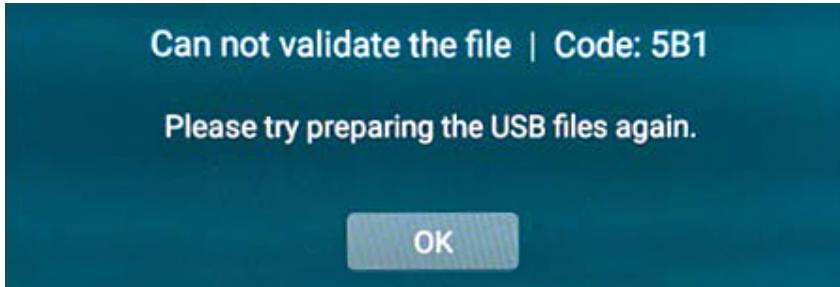 Can not validate the file | Code: 5B1
Please try preparing the USB files again.
OK